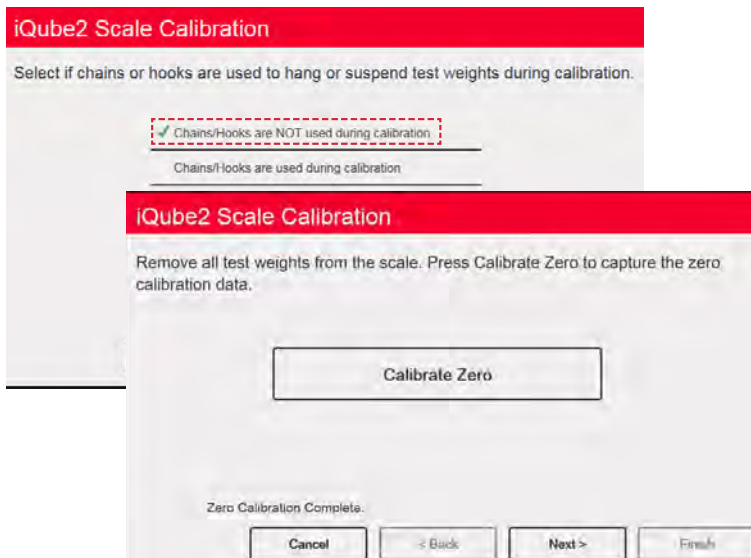 iQube2 Scale Calibration
Select if chains or hooks are used to hang or suspend test weights during calibration.
✓ Chains/Hooks are NOT used during calibration
Chains/Hooks are used during calibration
iQube2 Scale Calibration
Remove all test weights from the scale. Press Calibrate Zero to capture the zero
calibration data.
Calibrate Zero
Zero Calibration Complete.
Cancel < Back Next > Finish